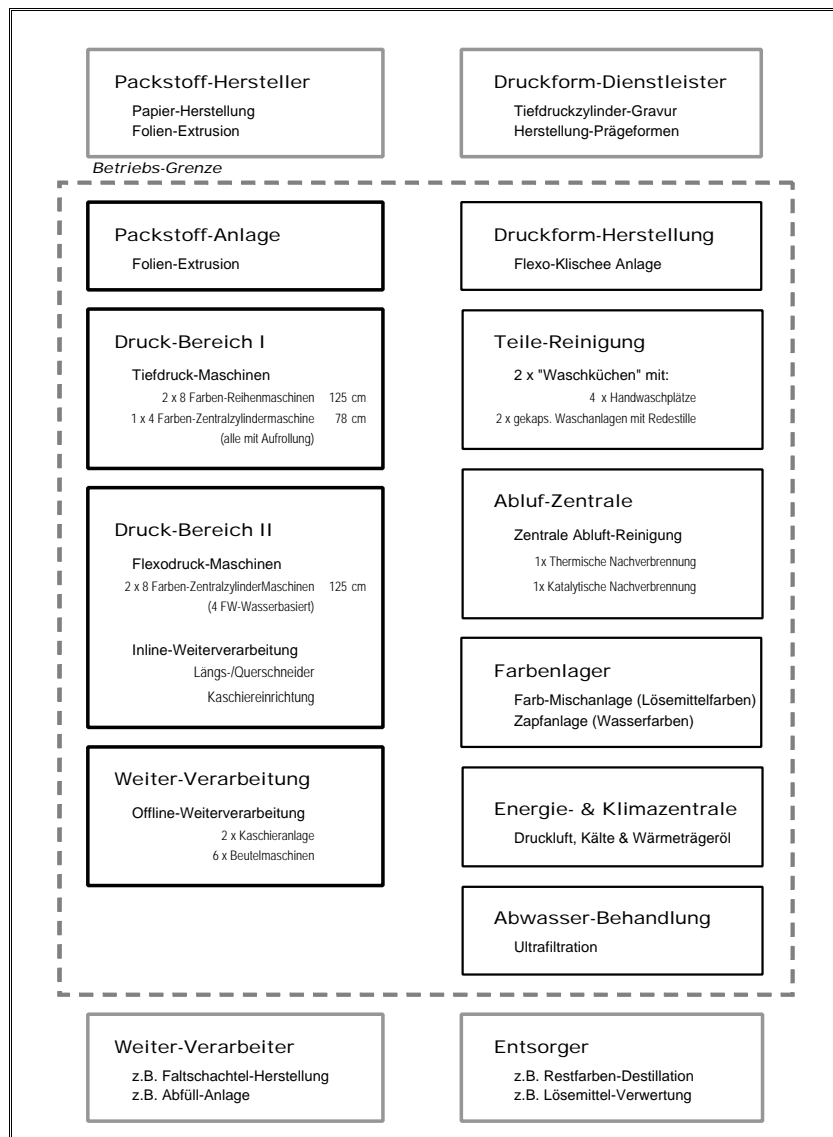 Packstoff-Hersteller
Papier-Herstellung
Folien-Extrusion
Druckform-Dienstleister
Tiefdruckzylinder-Gravur
Herstellung-Prägeformen
Betriebs-Grenze
Packstoff-Anlage
Folien-Extrusion
Druck-Bereich I
Tiefdruck-Maschinen
2 x 8 Farben-Reihenmaschinen 125 cm
1 x 4 Farben-Zentralzylindermaschine 78 cm
(alle mit Aufrollung)
Druck-Bereich II
Flexodruck-Maschinen
2 x 8 Farben-ZentralzylinderMaschinen 125 cm
(4 FW-Wasserbasiert)
Inline-Weiterverarbeitung
Längs-/Querschneider
Kaschiereinrichtung
Weiter-Verarbeitung
Offline-Weiterverarbeitung
2 x Kaschieranlage
6 x Beutelmaschinen
Druckform-Herstellung
Flexo-Klischee Anlage
Teile-Reinigung
2 x "Waschküchen" mit:
4 x Handwaschplätze
2 x gekaps. Waschanlagen mit Redestille
Abluf-Zentrale
Zentrale Abluft-Reinigung
1x Thermische Nachverbrennung
1x Katalytische Nachverbrennung
Farbenlager
Farb-Mischanlage (Lösemittelfarben)
Zapfanlage (Wasserfarben)
Energie- & Klimazentrale
Druckluft, Kälte & Wärmeträgeröl
Abwasser-Behandlung
Ultrafiltration
Weiter-Verarbeiter
z.B. Faltschachtel-Herstellung
z.B. Abfüll-Anlage
Entsorger
z.B. Restfarben-Destillation
z.B. Lösemittel-Verwertung